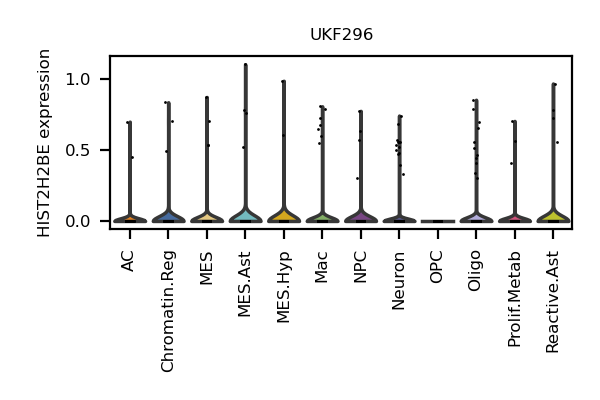 UKF296
HIST2H2BE expression
1.0
0.5
0.0
AC
Chromatin.Reg
MES
MES.Ast
MES.Hyp
Mac
NPC
Neuron
OPC
Oligo
Prolif.Metab
Reactive.Ast